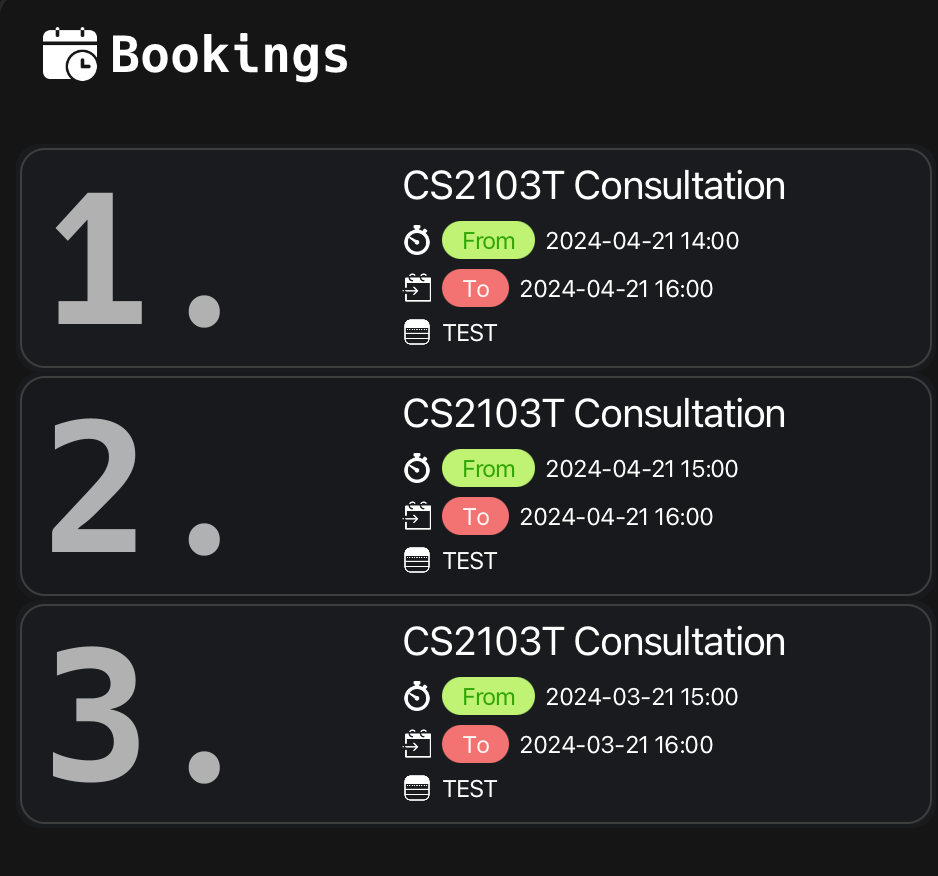 Bookings
1.
CS2103T Consultation
From 2024-04-21 14:00
To 2024-04-21 16:00
TEST
2.
CS2103T Consultation
From 2024-04-21 15:00
To 2024-04-21 16:00
TEST
3.
CS2103T Consultation
From 2024-03-21 15:00
To 2024-03-21 16:00
TEST